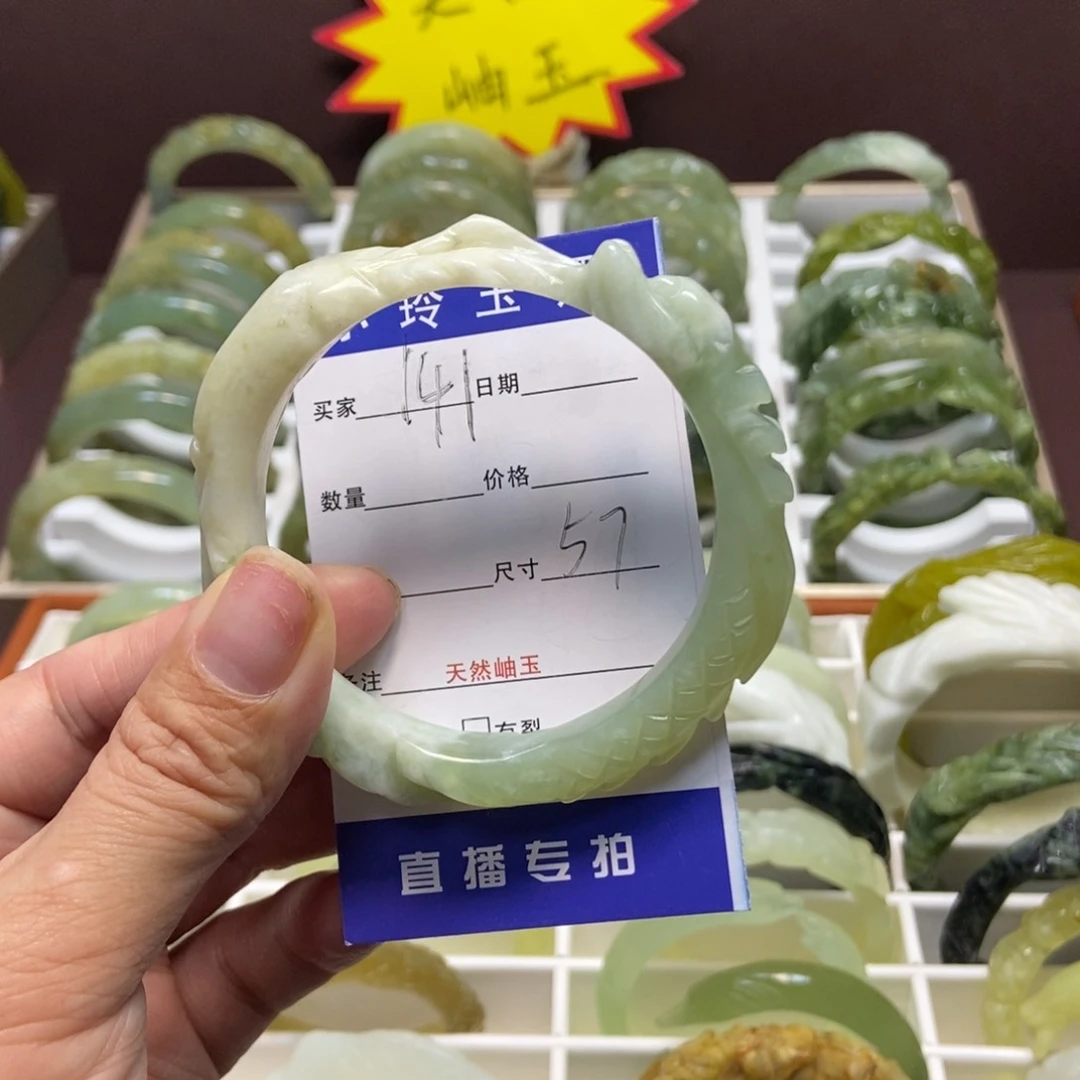 岫玉
玲玉
买家 141 日期
数量 价格
尺寸 57
备注 天然岫玉
有裂
直播专拍